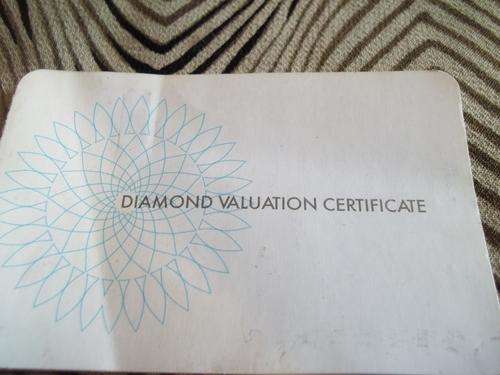 DIAMOND VALUATION CERTIFICATE